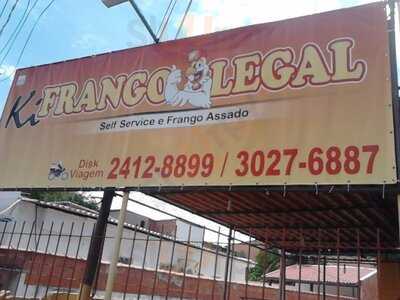 Ki FRANGO LEGAL
Self Service e Frango Assado
Disk Viagem 2412-8899 / 3027-6887